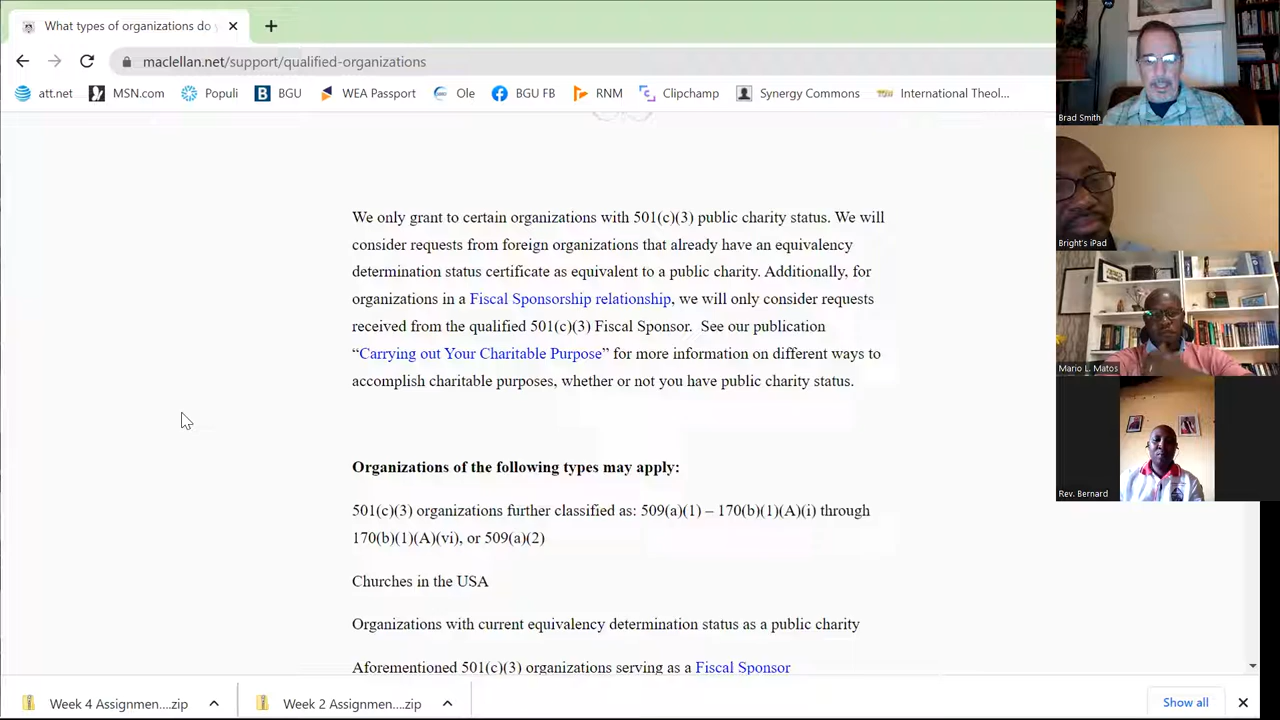 What types of organizations do y
maclellan.net/support/qualified-organizations
att.net MSN.com Populi BGU WEA Passport Ole BGU FB RNM Clipchamp Synergy Commons International Theol...
We only grant to certain organizations with 501(c)(3) public charity status. We will
consider requests from foreign organizations that already have an equivalency
determination status certificate as equivalent to a public charity. Additionally, for
organizations in a Fiscal Sponsorship relationship, we will only consider requests
received from the qualified 501(c)(3) Fiscal Sponsor. See our publication
“Carrying out Your Charitable Purpose” for more information on different ways to
accomplish charitable purposes, whether or not you have public charity status.
Organizations of the following types may apply:
501(c)(3) organizations further classified as: 509(a)(1) – 170(b)(1)(A)(i) through
170(b)(1)(A)(vi), or 509(a)(2)
Churches in the USA
Organizations with current equivalency determination status as a public charity
Aforementioned 501(c)(3) organizations serving as a Fiscal Sponsor
Week 4 Assignmen....zip
Week 2 Assignmen....zip
Show all
Brad Smith
Bright's iPad
Mario L. Matos
Rev. Bernard